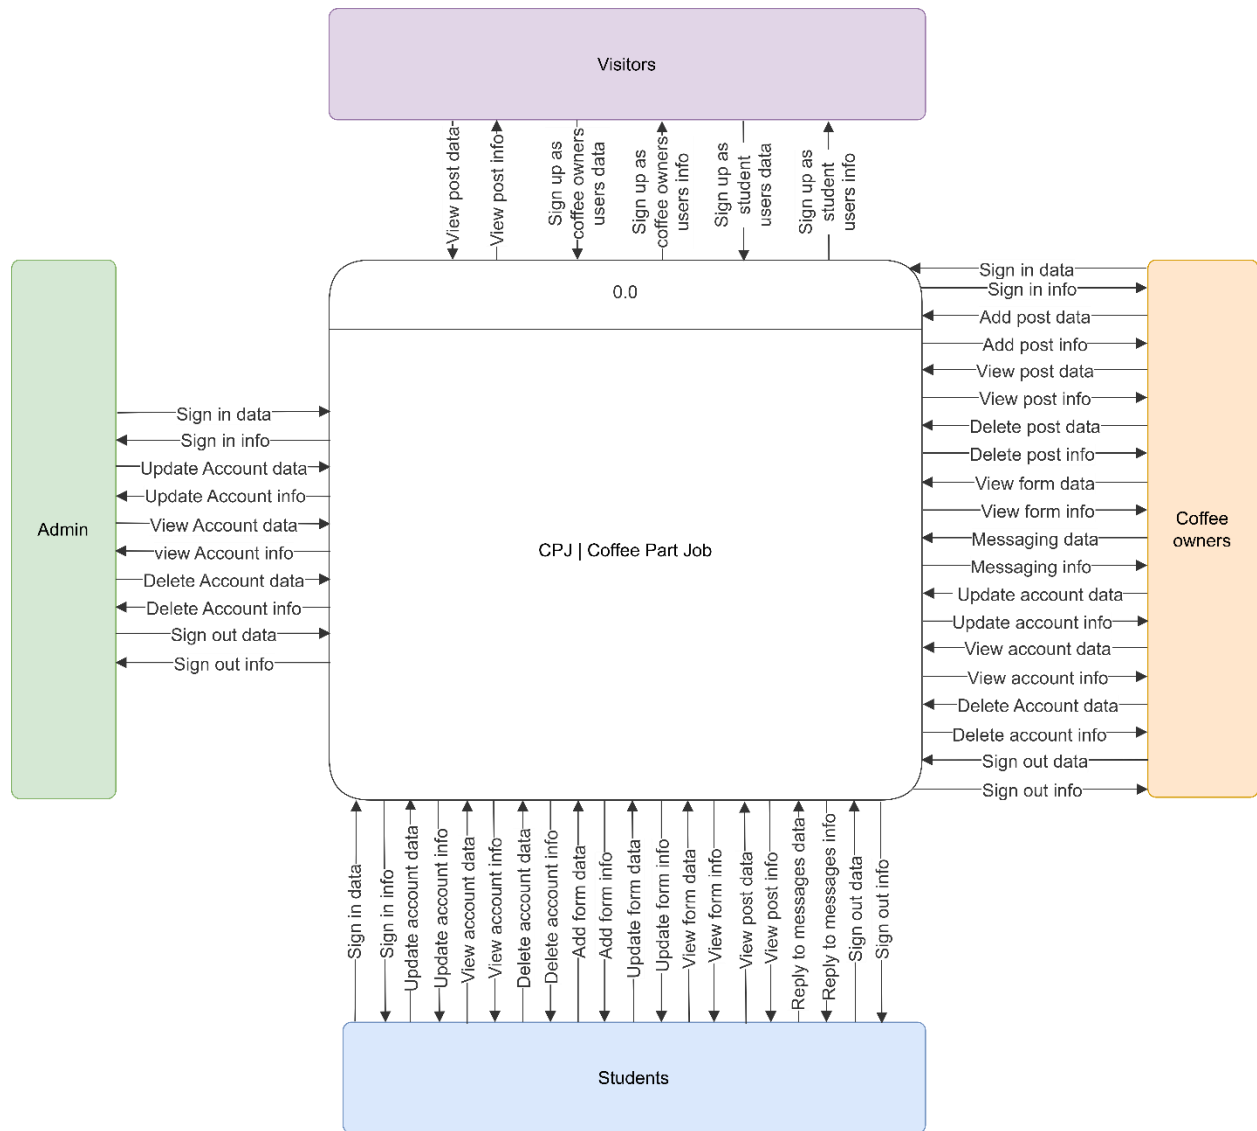 Visitors
View post data
View post info
Sign up as
coffee owners
users data
Sign up as
coffee owners
users info
Sign up as
student
users data
Sign up as
student
users info
0.0
CPJ | Coffee Part Job
Admin
Sign in data
Sign in info
Update Account data
Update Account info
View Account data
view Account info
Delete Account data
Delete Account info
Sign out data
Sign out info
Sign in data
Sign in info
Add post data
Add post info
View post data
View post info
Delete post data
Delete post info
View form data
View form info
Messaging data
Messaging info
Update account data
Update account info
View account data
View account info
Delete Account data
Delete account info
Sign out data
Sign out info
Coffee
owners
Sign in data
Sign in info
Update account data
Update account info
View account data
View account info
Delete account data
Delete account info
Add form data
Add form info
Update form data
Update form info
View form data
View form info
View post data
View post info
Reply to messages data
Reply to messages info
Sign out data
Sign out info
Students